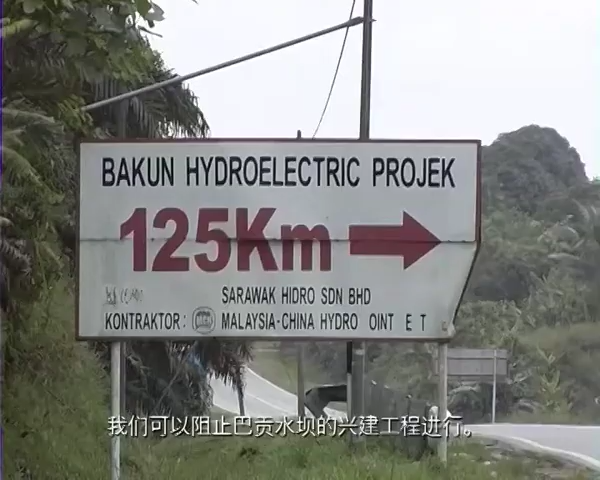 BAKUN HYDROELECTRIC PROJEK
125Km
SARAWAK HIDRO SDN BHD
KONTRAKTOR: MALAYSIA-CHINA HYDRO OINT E T
我们可以阻止巴贡水坝的兴建工程进行。